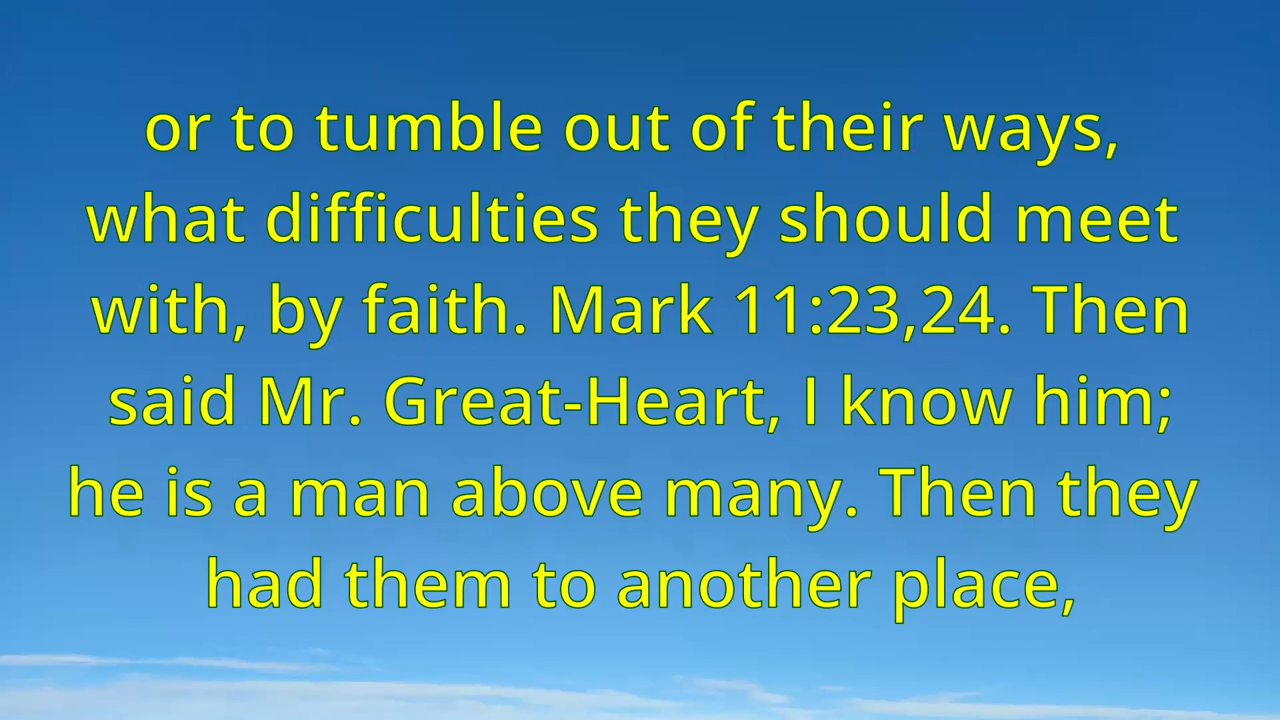 or to tumble out of their ways,
what difficulties they should meet
with, by faith. Mark 11:23,24. Then
said Mr. Great-Heart, I know him;
he is a man above many. Then they
had them to another place,